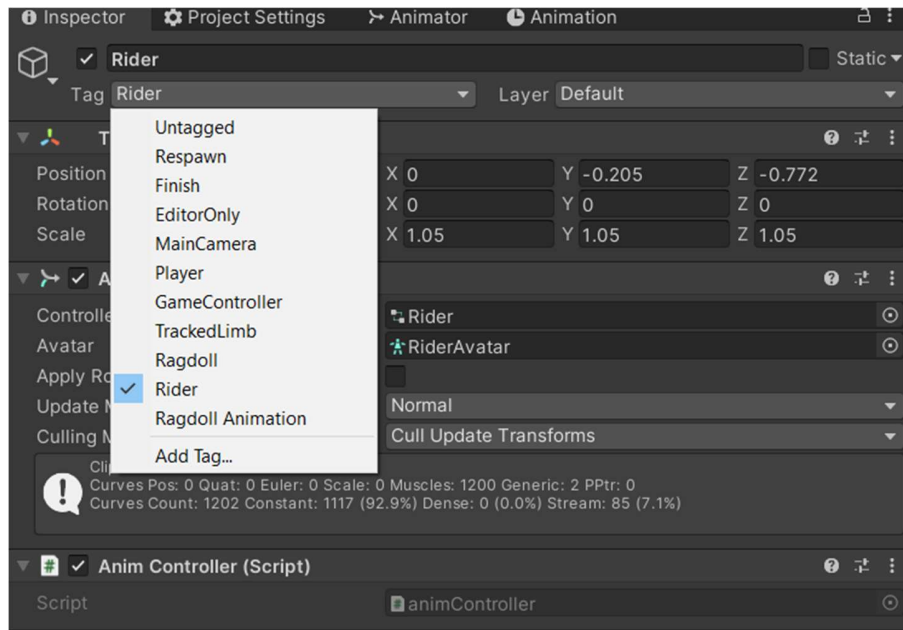 Inspector Project Settings Animator Animation
Rider Static
Tag Rider Layer Default
Untagged
Respawn
Finish
EditorOnly
MainCamera
Player
GameController
TrackedLimb
Ragdoll
Rider
Ragdoll Animation
Add Tag...
T
Position X 0 Y -0.205 Z -0.772
Rotation X 0 Y 0 Z 0
Scale X 1.05 Y 1.05 Z 1.05
A
Controlle Rider
Avatar RiderAvatar
Apply Ro
Update M Normal
Culling M Cull Update Transforms
Cli
Curves Pos: 0 Quat: 0 Euler: 0 Scale: 0 Muscles: 1200 Generic: 2 PPtr: 0
Curves Count: 1202 Constant: 1117 (92.9%) Dense: 0 (0.0%) Stream: 85 (7.1%)
# Anim Controller (Script)
Script animController